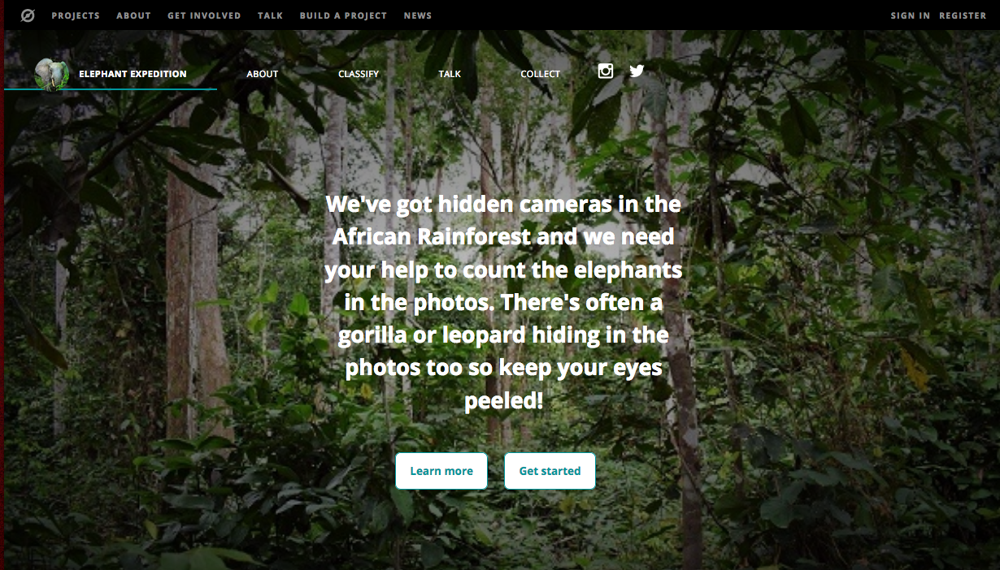 PROJECTS ABOUT GET INVOLVED TALK BUILD A PROJECT NEWS SIGN IN REGISTER
ELEPHANT EXPEDITION ABOUT CLASSIFY TALK COLLECT
We've got hidden cameras in the
African Rainforest and we need
your help to count the elephants
in the photos. There's often a
gorilla or leopard hiding in the
photos too so keep your eyes
peeled!
Learn more Get started